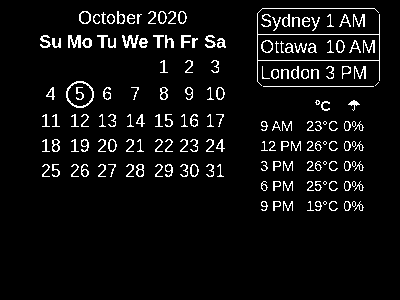 October 2020
Su Mo Tu We Th Fr Sa
1 2 3
4 5 6 7 8 9 10
11 12 13 14 15 16 17
18 19 20 21 22 23 24
25 26 27 28 29 30 31
Sydney 1 AM
Ottawa 10 AM
London 3 PM
°C ☂
9 AM 23°C 0%
12 PM 26°C 0%
3 PM 26°C 0%
6 PM 25°C 0%
9 PM 19°C 0%